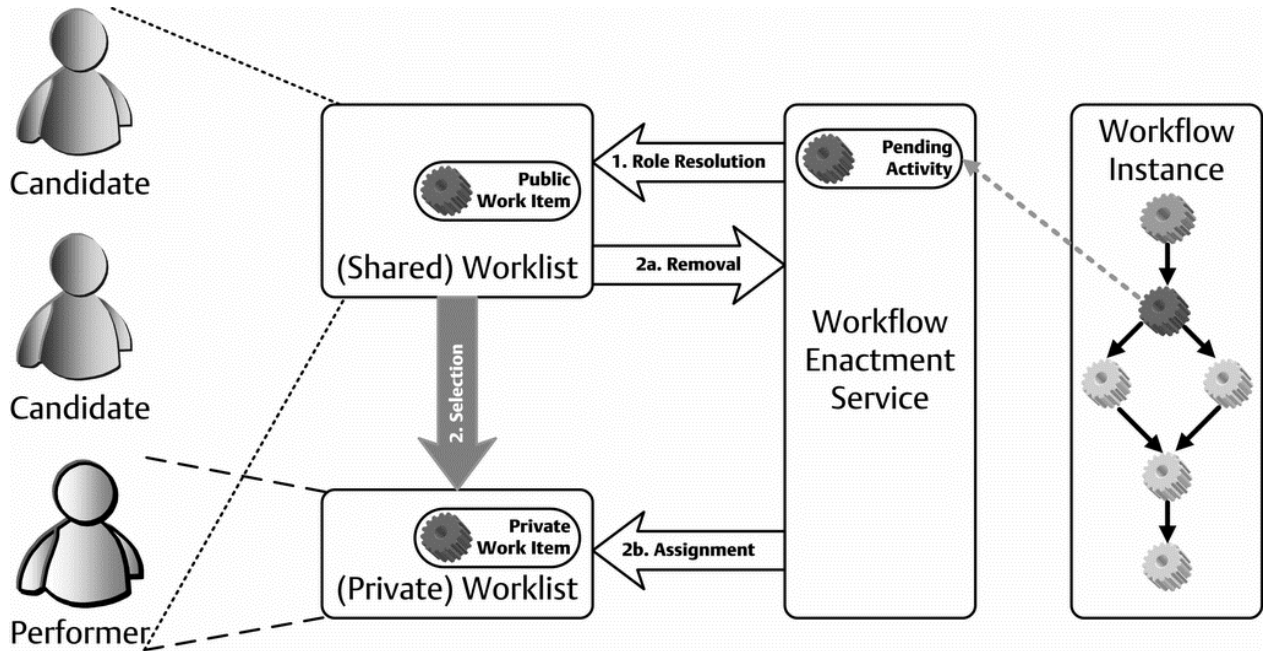 Candidate
Candidate
Performer
Public
Work Item
(Shared) Worklist
2. Selection
Private
Work Item
(Private) Worklist
1. Role Resolution
2a. Removal
2b. Assignment
Pending
Activity
Workflow
Enactment
Service
Workflow
Instance